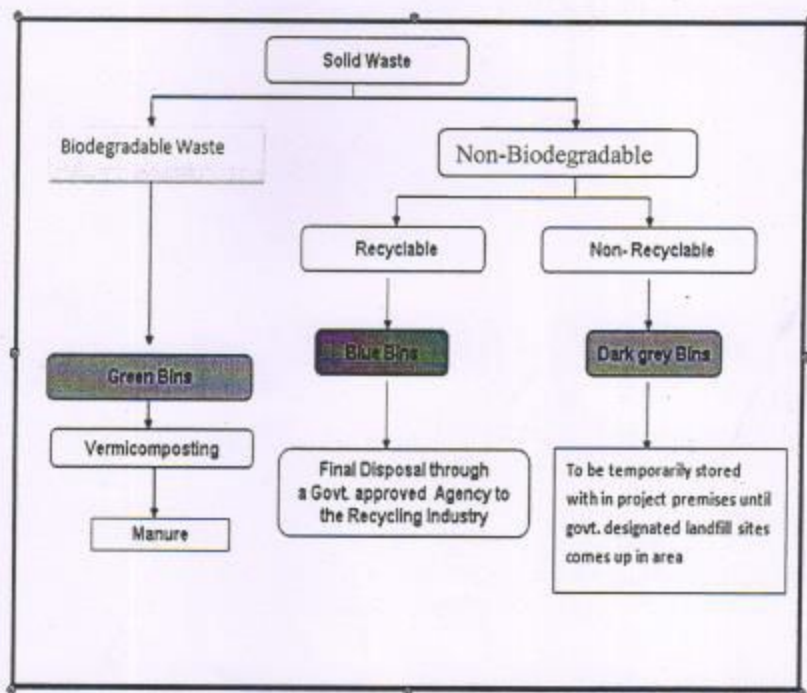 Solid Waste
Biodegradable Waste
Non-Biodegradable
Recyclable
Non- Recyclable
Green Bins
Blue Bins
Dark grey Bins
Vermicomposting
Manure
Final Disposal through
a Govt. approved Agency to
the Recycling Industry
To be temporarily stored
with in project premises until
govt. designated landfill sites
comes up in area